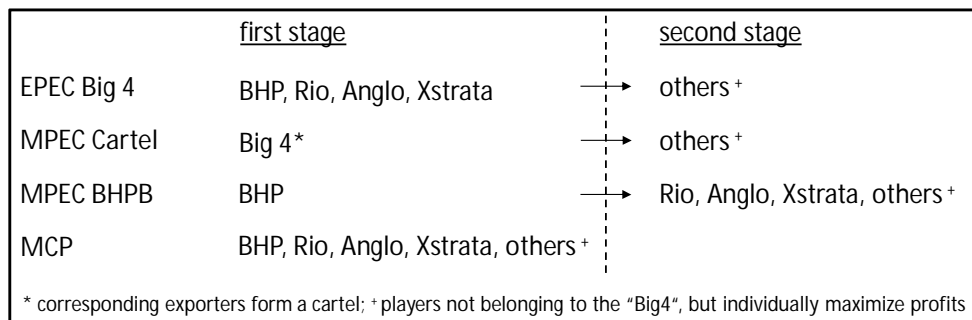 first stage second stage
EPEC Big 4 BHP, Rio, Anglo, Xstrata → others +
MPEC Cartel Big 4* → others +
MPEC BHPB BHP → Rio, Anglo, Xstrata, others +
MCP BHP, Rio, Anglo, Xstrata, others +
* corresponding exporters form a cartel; + players not belonging to the “Big4“, but individually maximize profits